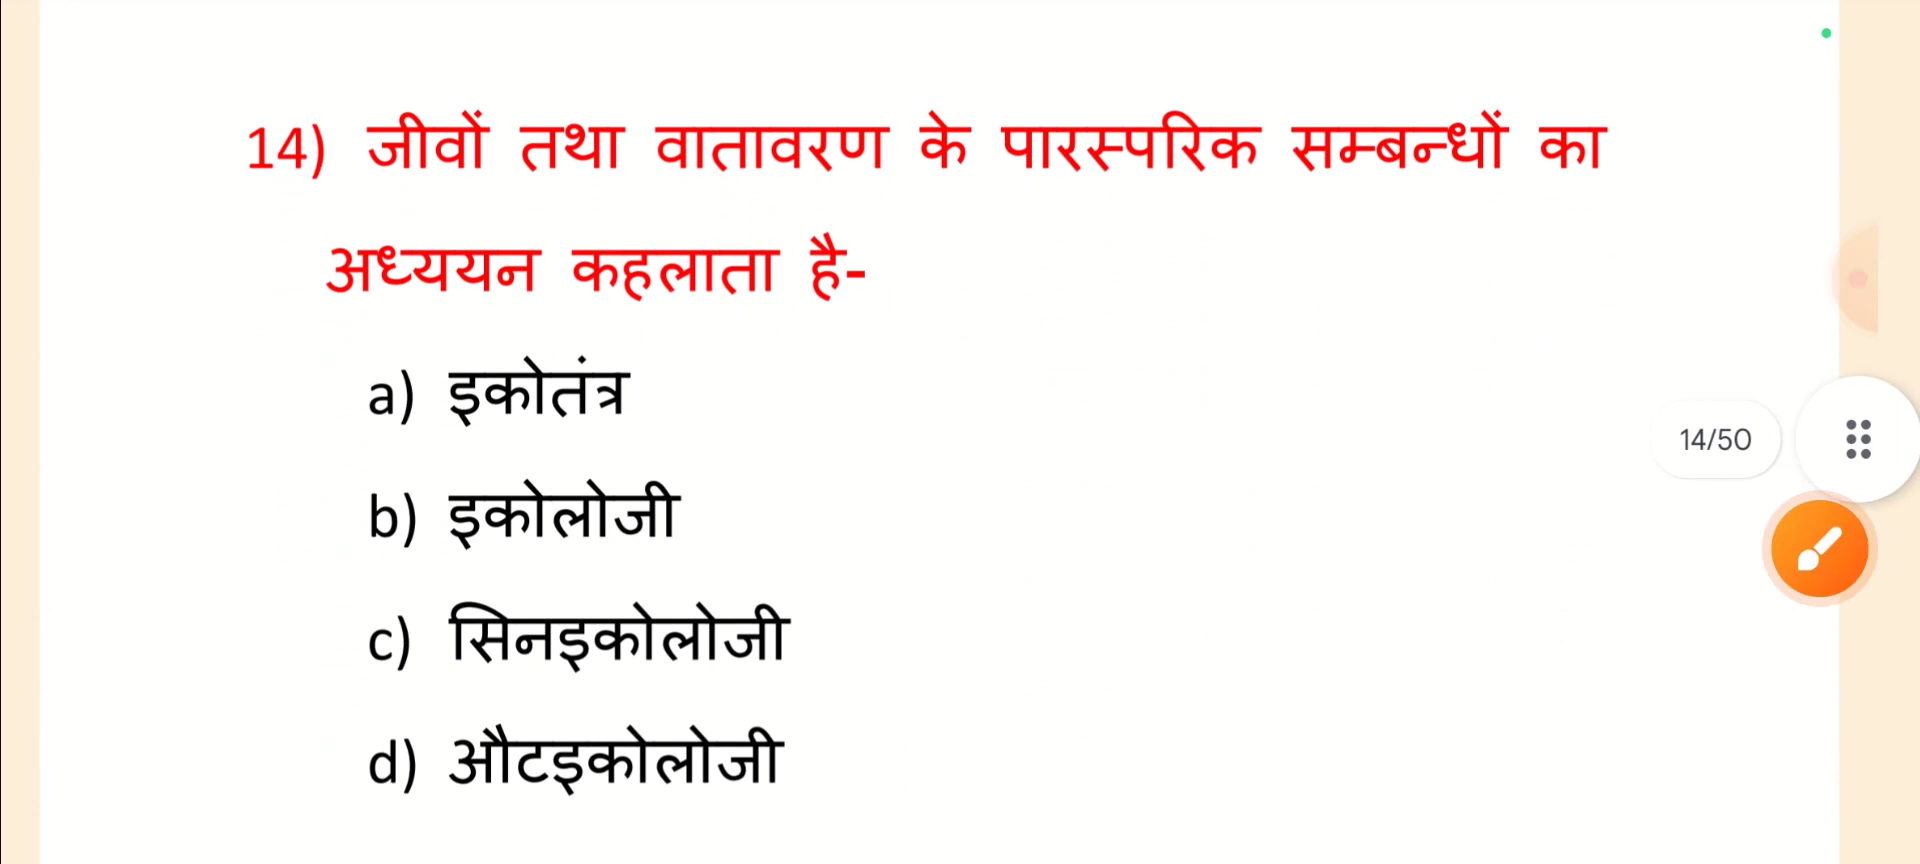 14) जीवों तथा वातावरण के पारस्परिक सम्बन्धों का
अध्ययन कहलाता है-
a) इकोतंत्र
b) इकोलोजी
14/50
c) सिनइकोलोजी
d) औटइकोलोजी